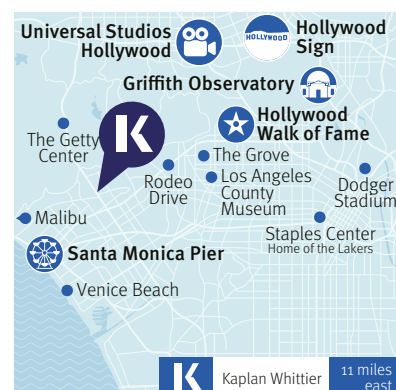 Universal Studios
Hollywood
Hollywood
Sign
HOLLYWOOD
Griffith Observatory
Hollywood
Walk of Fame
The Getty
Center
K
The Grove
Rodeo
Drive
Los Angeles
County
Museum
Dodger
Stadium
Malibu
Staples Center
Home of the Lakers
Santa Monica Pier
Venice Beach
K
Kaplan Whittier
11 miles
east